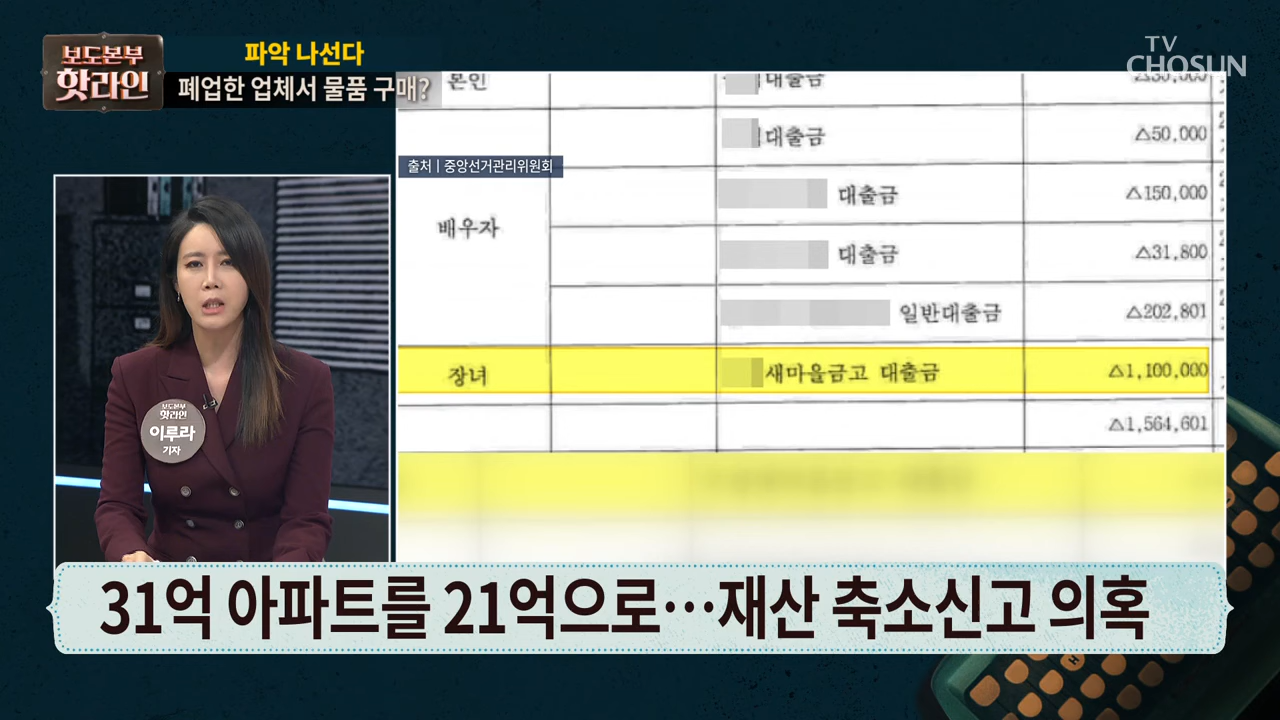 보도본부
핫라인
파악 나선다
폐업한 업체서 물품 구매?
TV
CHOSUN
본인
대출금
△50,000
대출금
출처 | 중앙선거관리위원회
배우자
대출금
△150,000
대출금
△31,800
일반대출금
△202,801
장녀
새마을금고 대출금
△1,100,000
△1,564,601
보도본부
핫라인
이루라
기자
31억 아파트를 21억으로…재산 축소신고 의혹